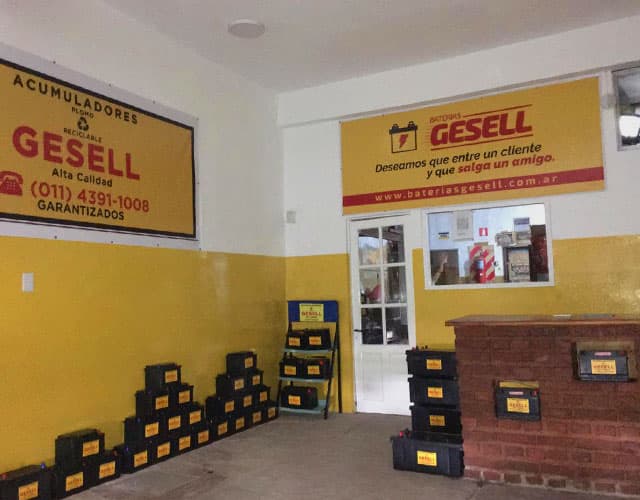 ACUMULADORES
PLOMO
RECICLABLE
GESELL
Alta Calidad
(011) 4391-1008
GARANTIZADOS
BATERIAS
GESELL
Deseamos que entre un cliente
y que salga un amigo.
www.bateriasgesell.com.ar
GESELL